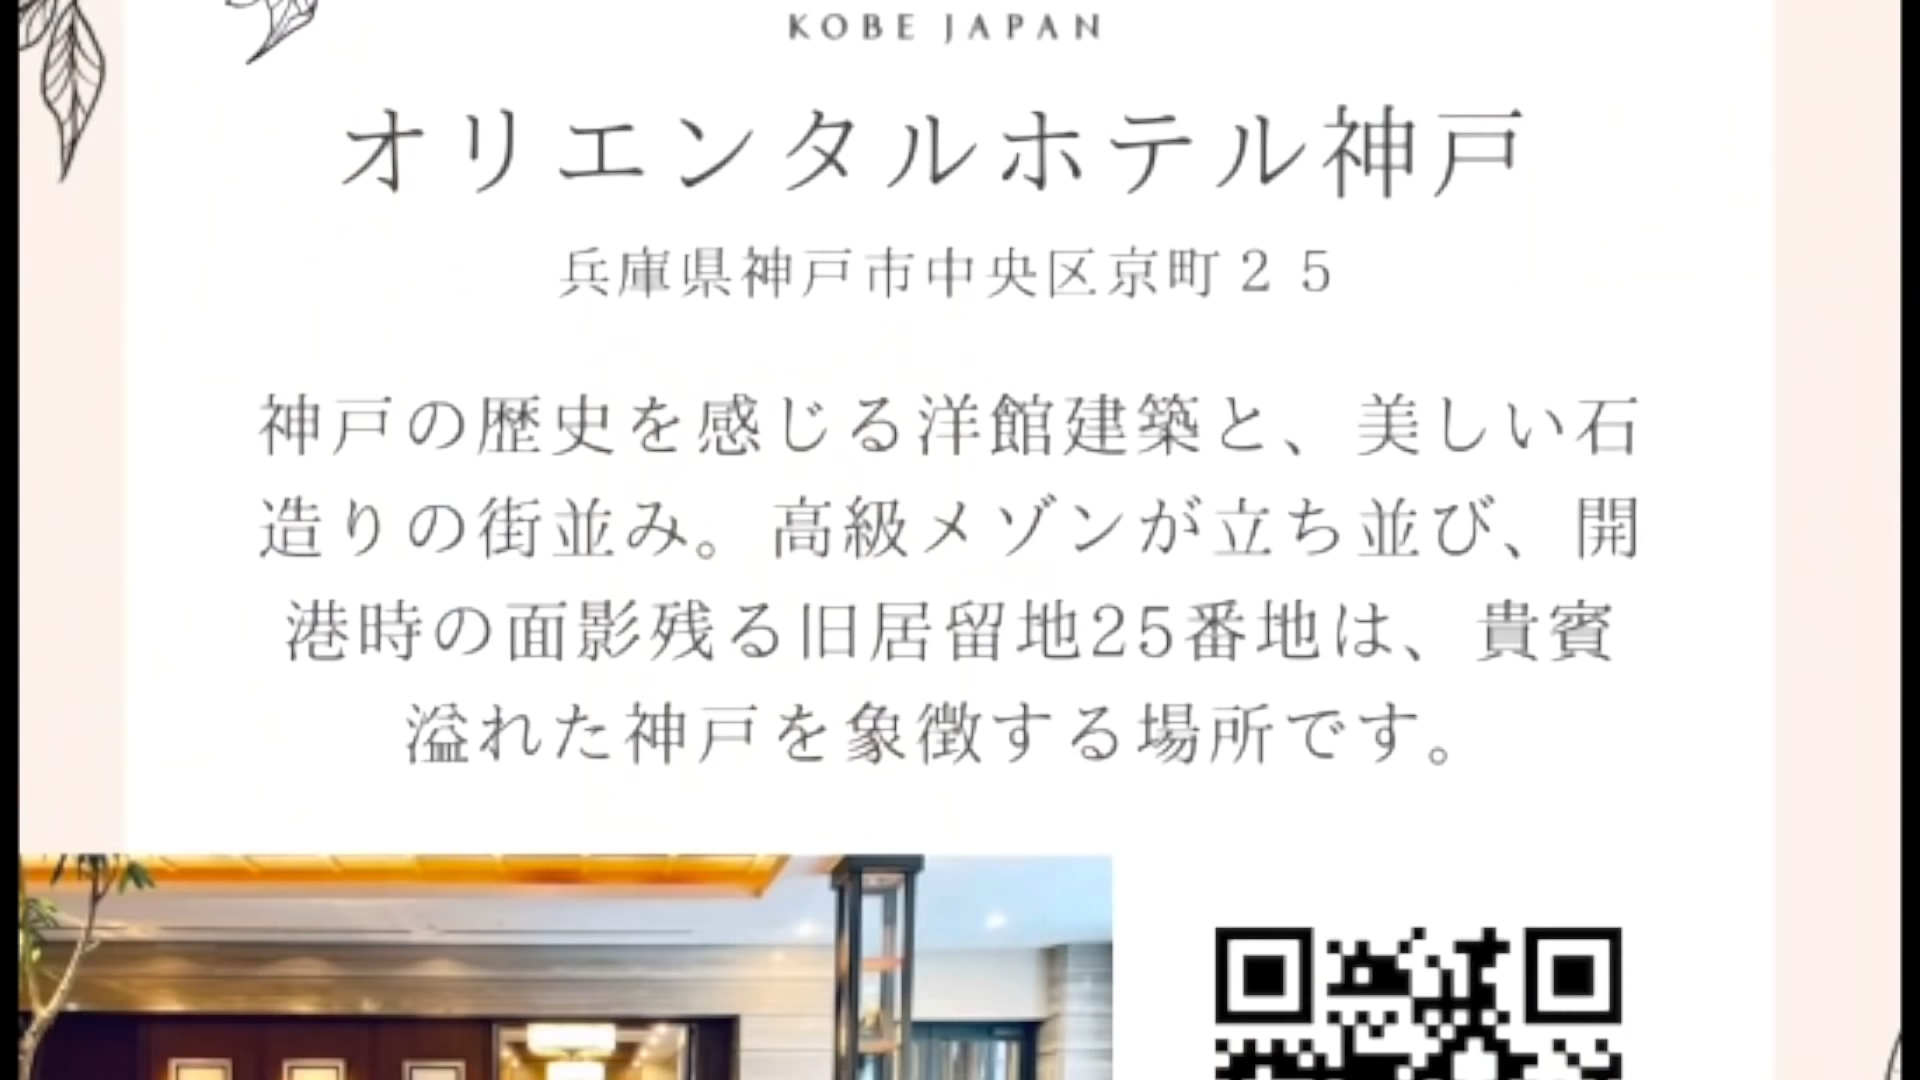 KOBE JAPAN
オリエンタルホテル神戸
兵庫県神戸市中央区京町２５
神戸の歴史を感じる洋館建築と、美しい石
造りの街並み。高級メゾンが立ち並び、開
港時の面影残る旧居留地25番地は、貴賓
溢れた神戸を象徴する場所です。